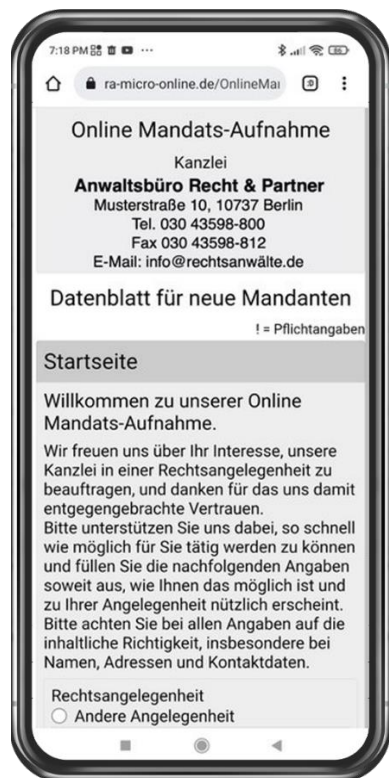 7:18 PM ···
86
ra-micro-online.de/OnlineMai
:D
Online Mandats-Aufnahme
Kanzlei
Anwaltsbüro Recht & Partner
Musterstraße 10, 10737 Berlin
Tel. 030 43598-800
Fax 030 43598-812
E-Mail: info@rechtsanwälte.de
Datenblatt für neue Mandanten
! = Pflichtangaben
Startseite
Willkommen zu unserer Online
Mandats-Aufnahme.
Wir freuen uns über Ihr Interesse, unsere
Kanzlei in einer Rechtsangelegenheit zu
beauftragen, und danken für das uns damit
entgegengebrachte Vertrauen.
Bitte unterstützen Sie uns dabei, so schnell
wie möglich für Sie tätig werden zu können
und füllen Sie die nachfolgenden Angaben
soweit aus, wie Ihnen das möglich ist und
zu Ihrer Angelegenheit nützlich erscheint.
Bitte achten Sie bei allen Angaben auf die
inhaltliche Richtigkeit, insbesondere bei
Namen, Adressen und Kontaktdaten.
Rechtsangelegenheit
Andere Angelegenheit